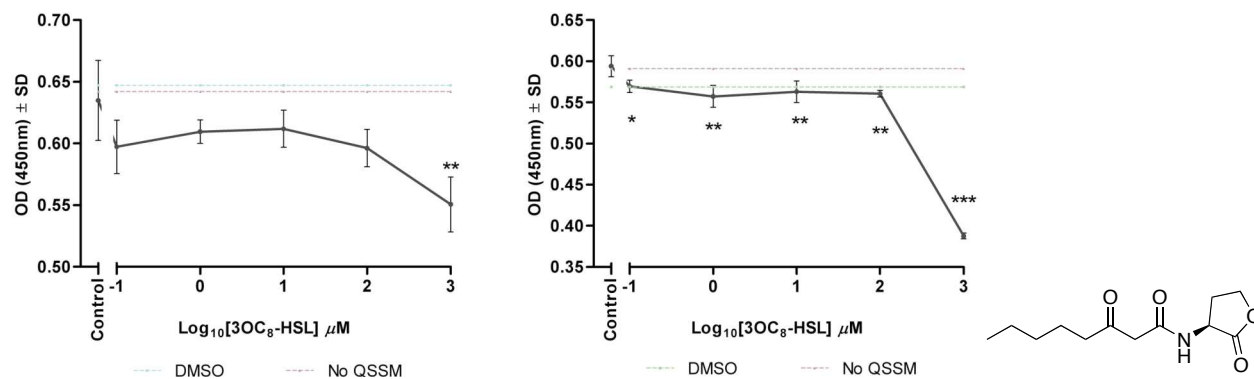 0.70
0.65
0.60
0.55
0.50
OD (450nm) ± SD
**
Control
-1 0 1 2 3
Log₁₀[3OC₈-HSL] µM
DMSO No QSSM
0.65
0.60
0.55
0.50
0.45
0.40
0.35
OD (450nm) ± SD
* ** ** ** ***
Control
-1 0 1 2 3
Log₁₀[3OC₈-HSL] µM
DMSO No QSSM
O O
N
H
O
O